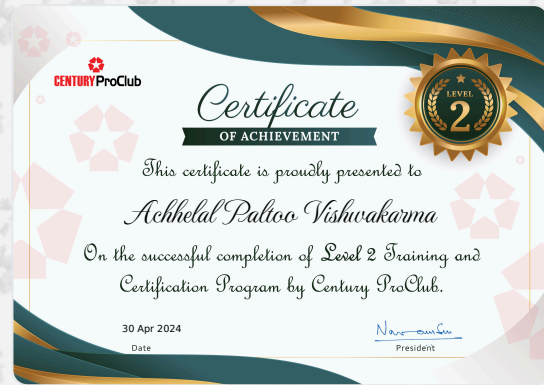 CENTURY ProClub
Certificate
OF ACHIEVEMENT
LEVEL
2
This certificate is proudly presented to
Achhelal Paltoo Vishwakarma
On the successful completion of Level 2 Training and
Certification Program by Century ProClub.
30 Apr 2024
Date
President